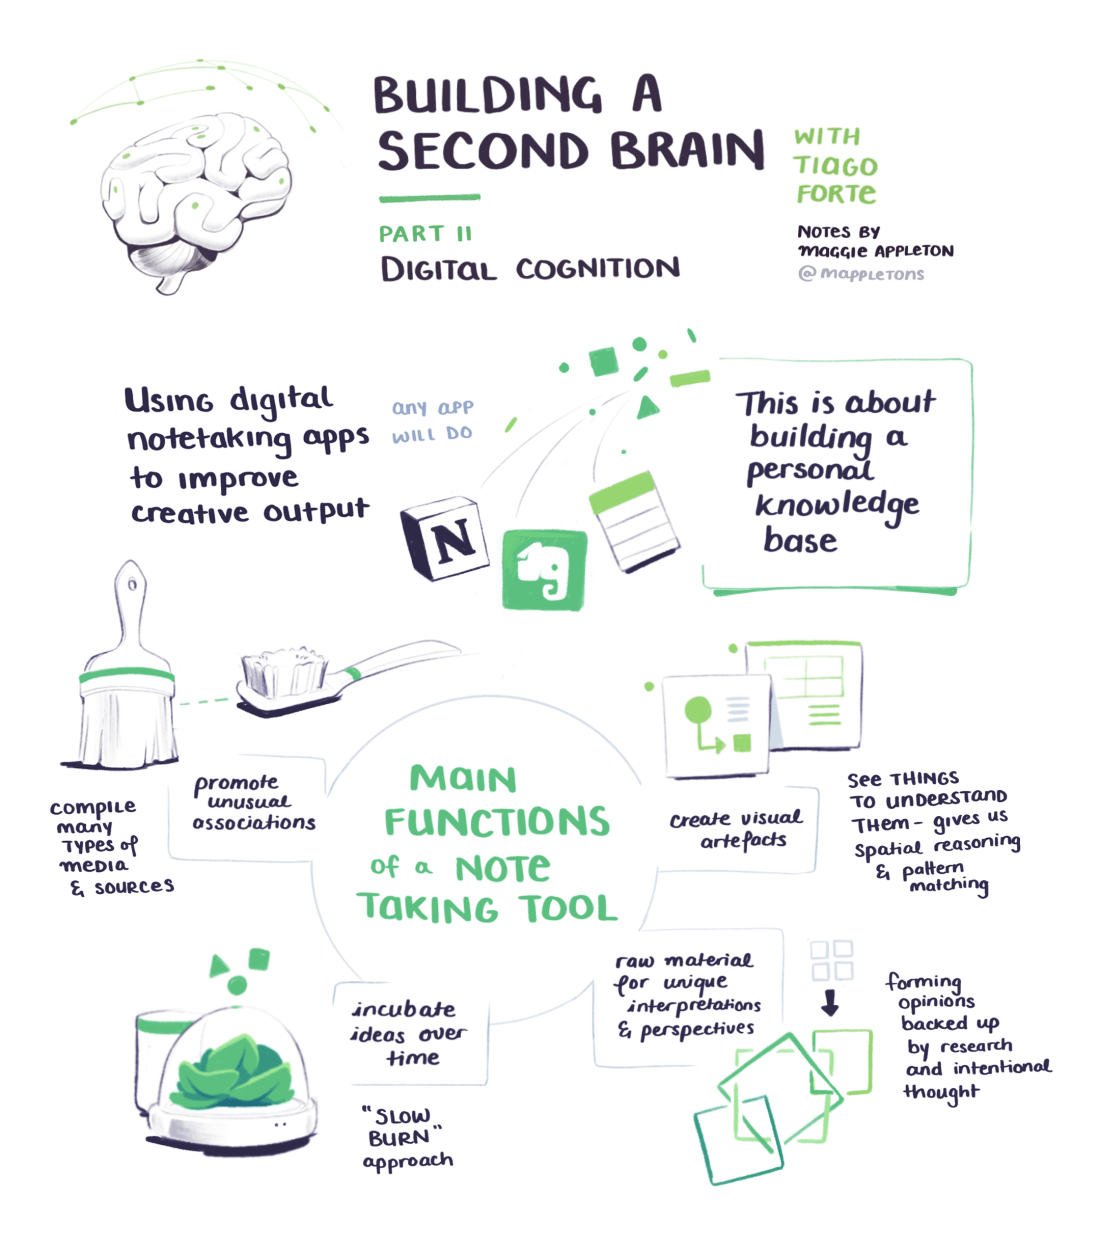 BUILDING A
SECOND BRAIN
WITH
TIAGO
FORTE
PART II
DIGITAL COGNITION
NOTES BY
MAGGIE APPLETON
@MAPPLETONS
USING digital
notetaking apps
to improve
creative output
any app
WILL DO
N
This is about
building a
personal
knowledge
base
promote
unusual
associations
COMPILE
many
TYPES of
MEDIA
& SOURCES
MAIN
FUNCTIONS
of a NOTE
TAKING TOOL
create visual
artefacts
SEE THINGS
TO UNDERSTAND
THEM - gives us
spatial reasoning
& pattern
matching
incubate
ideas over
time
"SLOW
BURN"
approach
raw material
for unique
interpretations
& perspectives
forming
opinions
backed up
by research
and intentional
thought